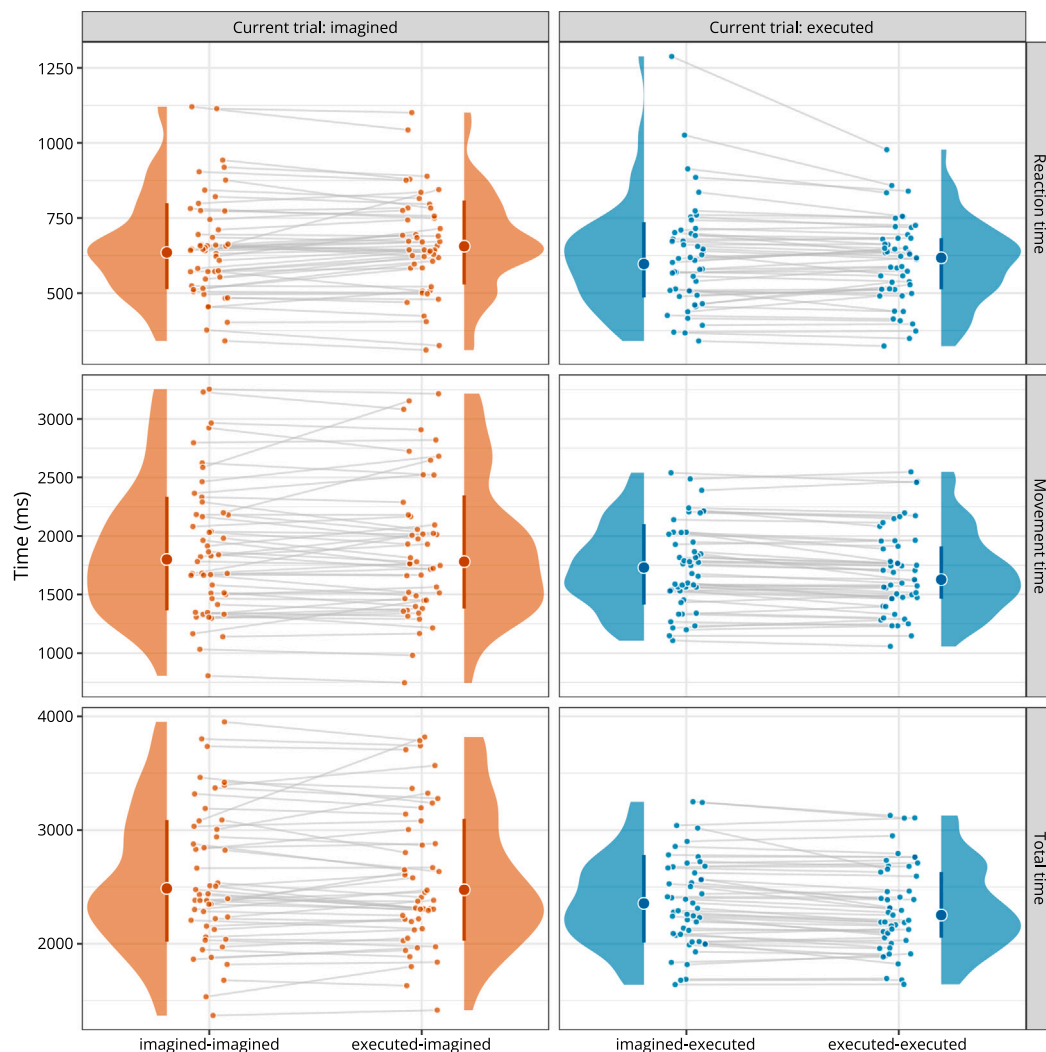 Current trial: imagined
Current trial: executed
1250
1000
750
500
Reaction time
Time (ms)
3000
2500
2000
1500
1000
Movement time
4000
3000
2000
Total time
imagined-imagined
executed-imagined
imagined-executed
executed-executed